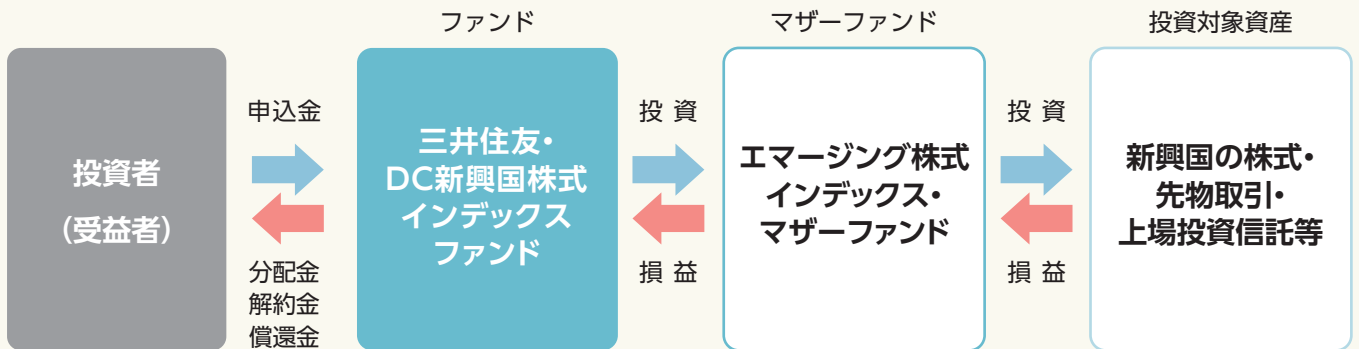 ファンド
マザーファンド
投資対象資産
投資者
(受益者)
申込金
分配金
解約金
償還金
三井住友・
DC新興国株式
インデックス
ファンド
投 資
損 益
エマージング株式
インデックス・
マザーファンド
投 資
損 益
新興国の株式・
先物取引・
上場投資信託等